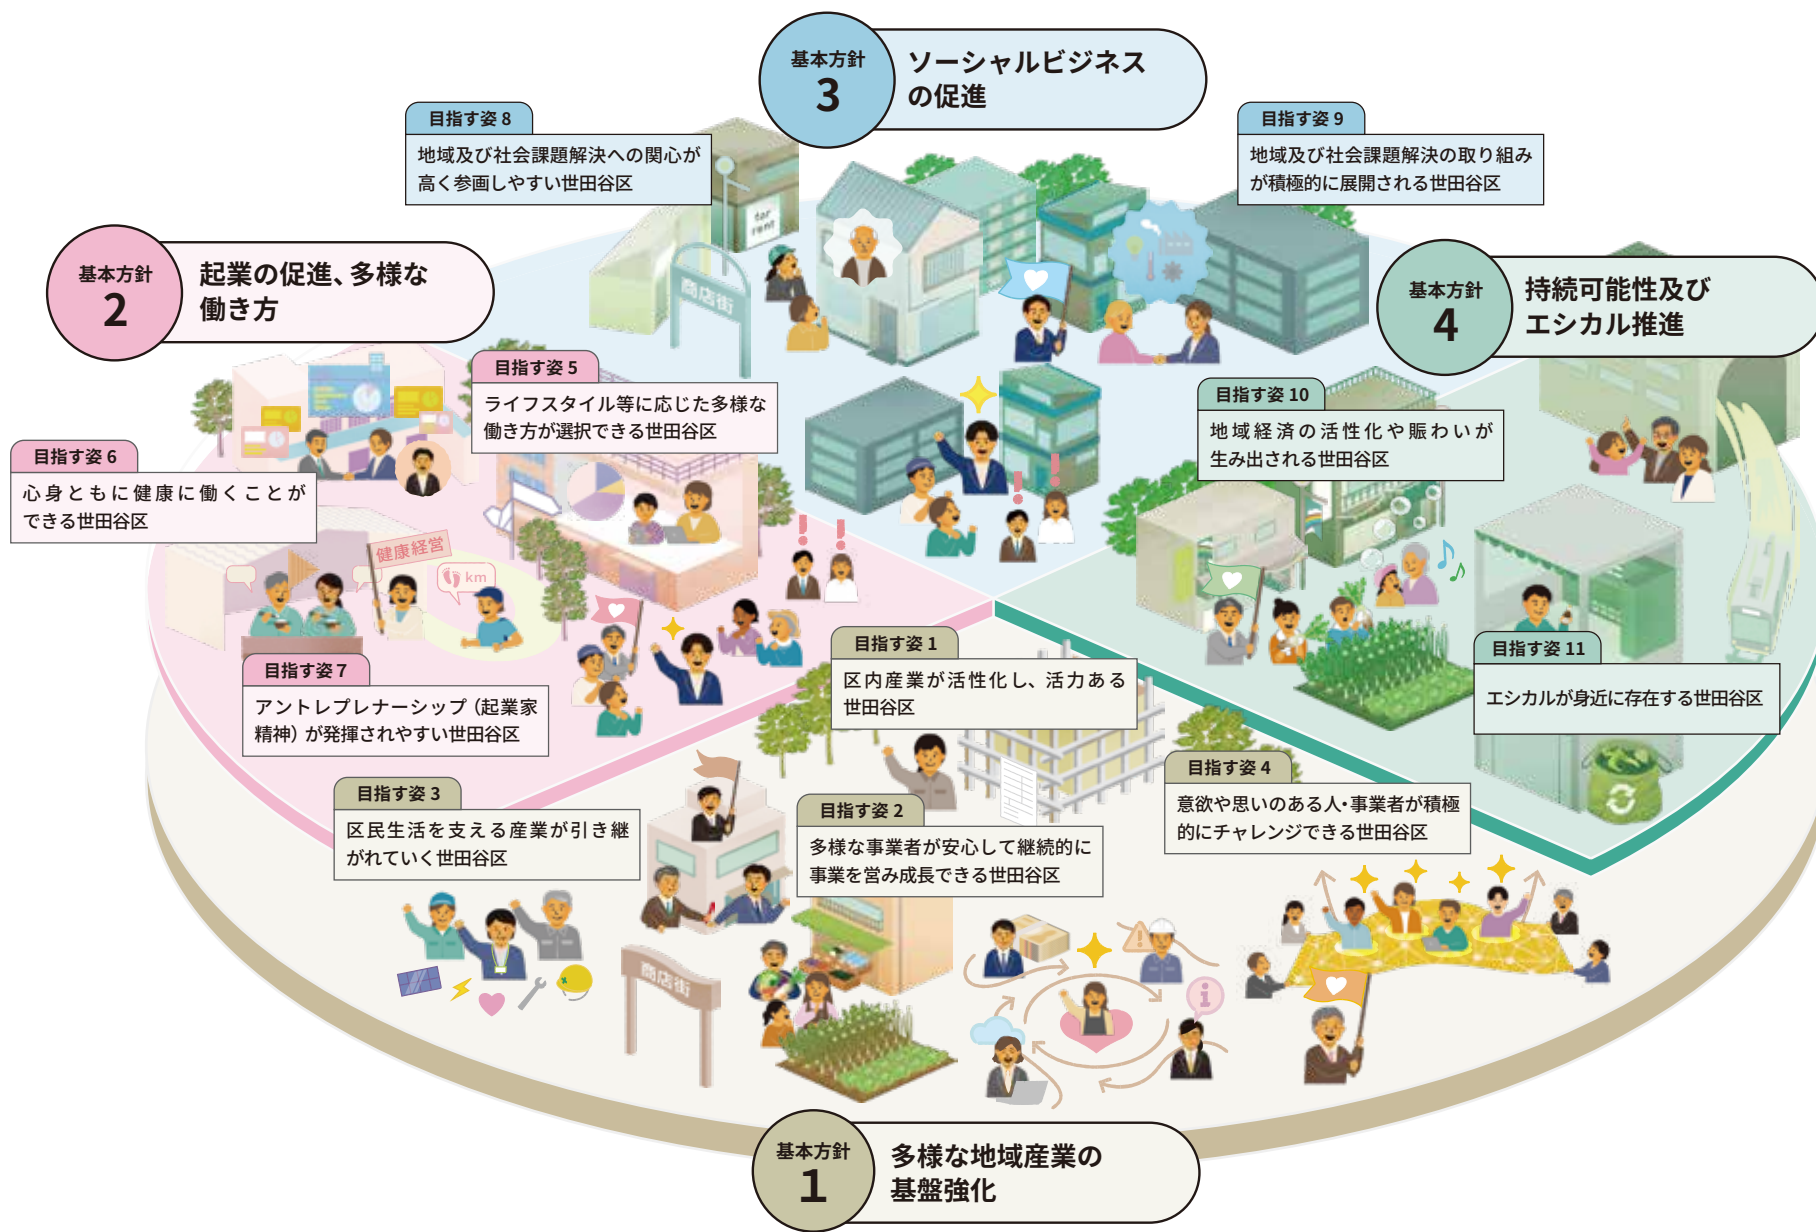 基本方針
3
ソーシャルビジネス
の促進
目指す姿 8
地域及び社会課題解決への関心が
高く参画しやすい世田谷区
目指す姿 9
地域及び社会課題解決の取り組み
が積極的に展開される世田谷区
for
rent
商店街
基本方針
2
起業の促進、多様な
働き方
基本方針
4
持続可能性及び
エシカル推進
目指す姿 5
ライフスタイル等に応じた多様な
働き方が選択できる世田谷区
目指す姿 6
心身ともに健康に働くことが
できる世田谷区
健康経営
km
目指す姿 7
アントレプレナーシップ（起業家
精神）が発揮されやすい世田谷区
目指す姿 10
地域経済の活性化や賑わいが
生み出される世田谷区
目指す姿 11
エシカルが身近に存在する世田谷区
目指す姿 1
区内産業が活性化し、活力ある
世田谷区
目指す姿 2
多様な事業者が安心して継続的に
事業を営み成長できる世田谷区
目指す姿 3
区民生活を支える産業が引き継
がれていく世田谷区
目指す姿 4
意欲や思いのある人・事業者が積極
的にチャレンジできる世田谷区
商店街
i
基本方針
1
多様な地域産業の
基盤強化